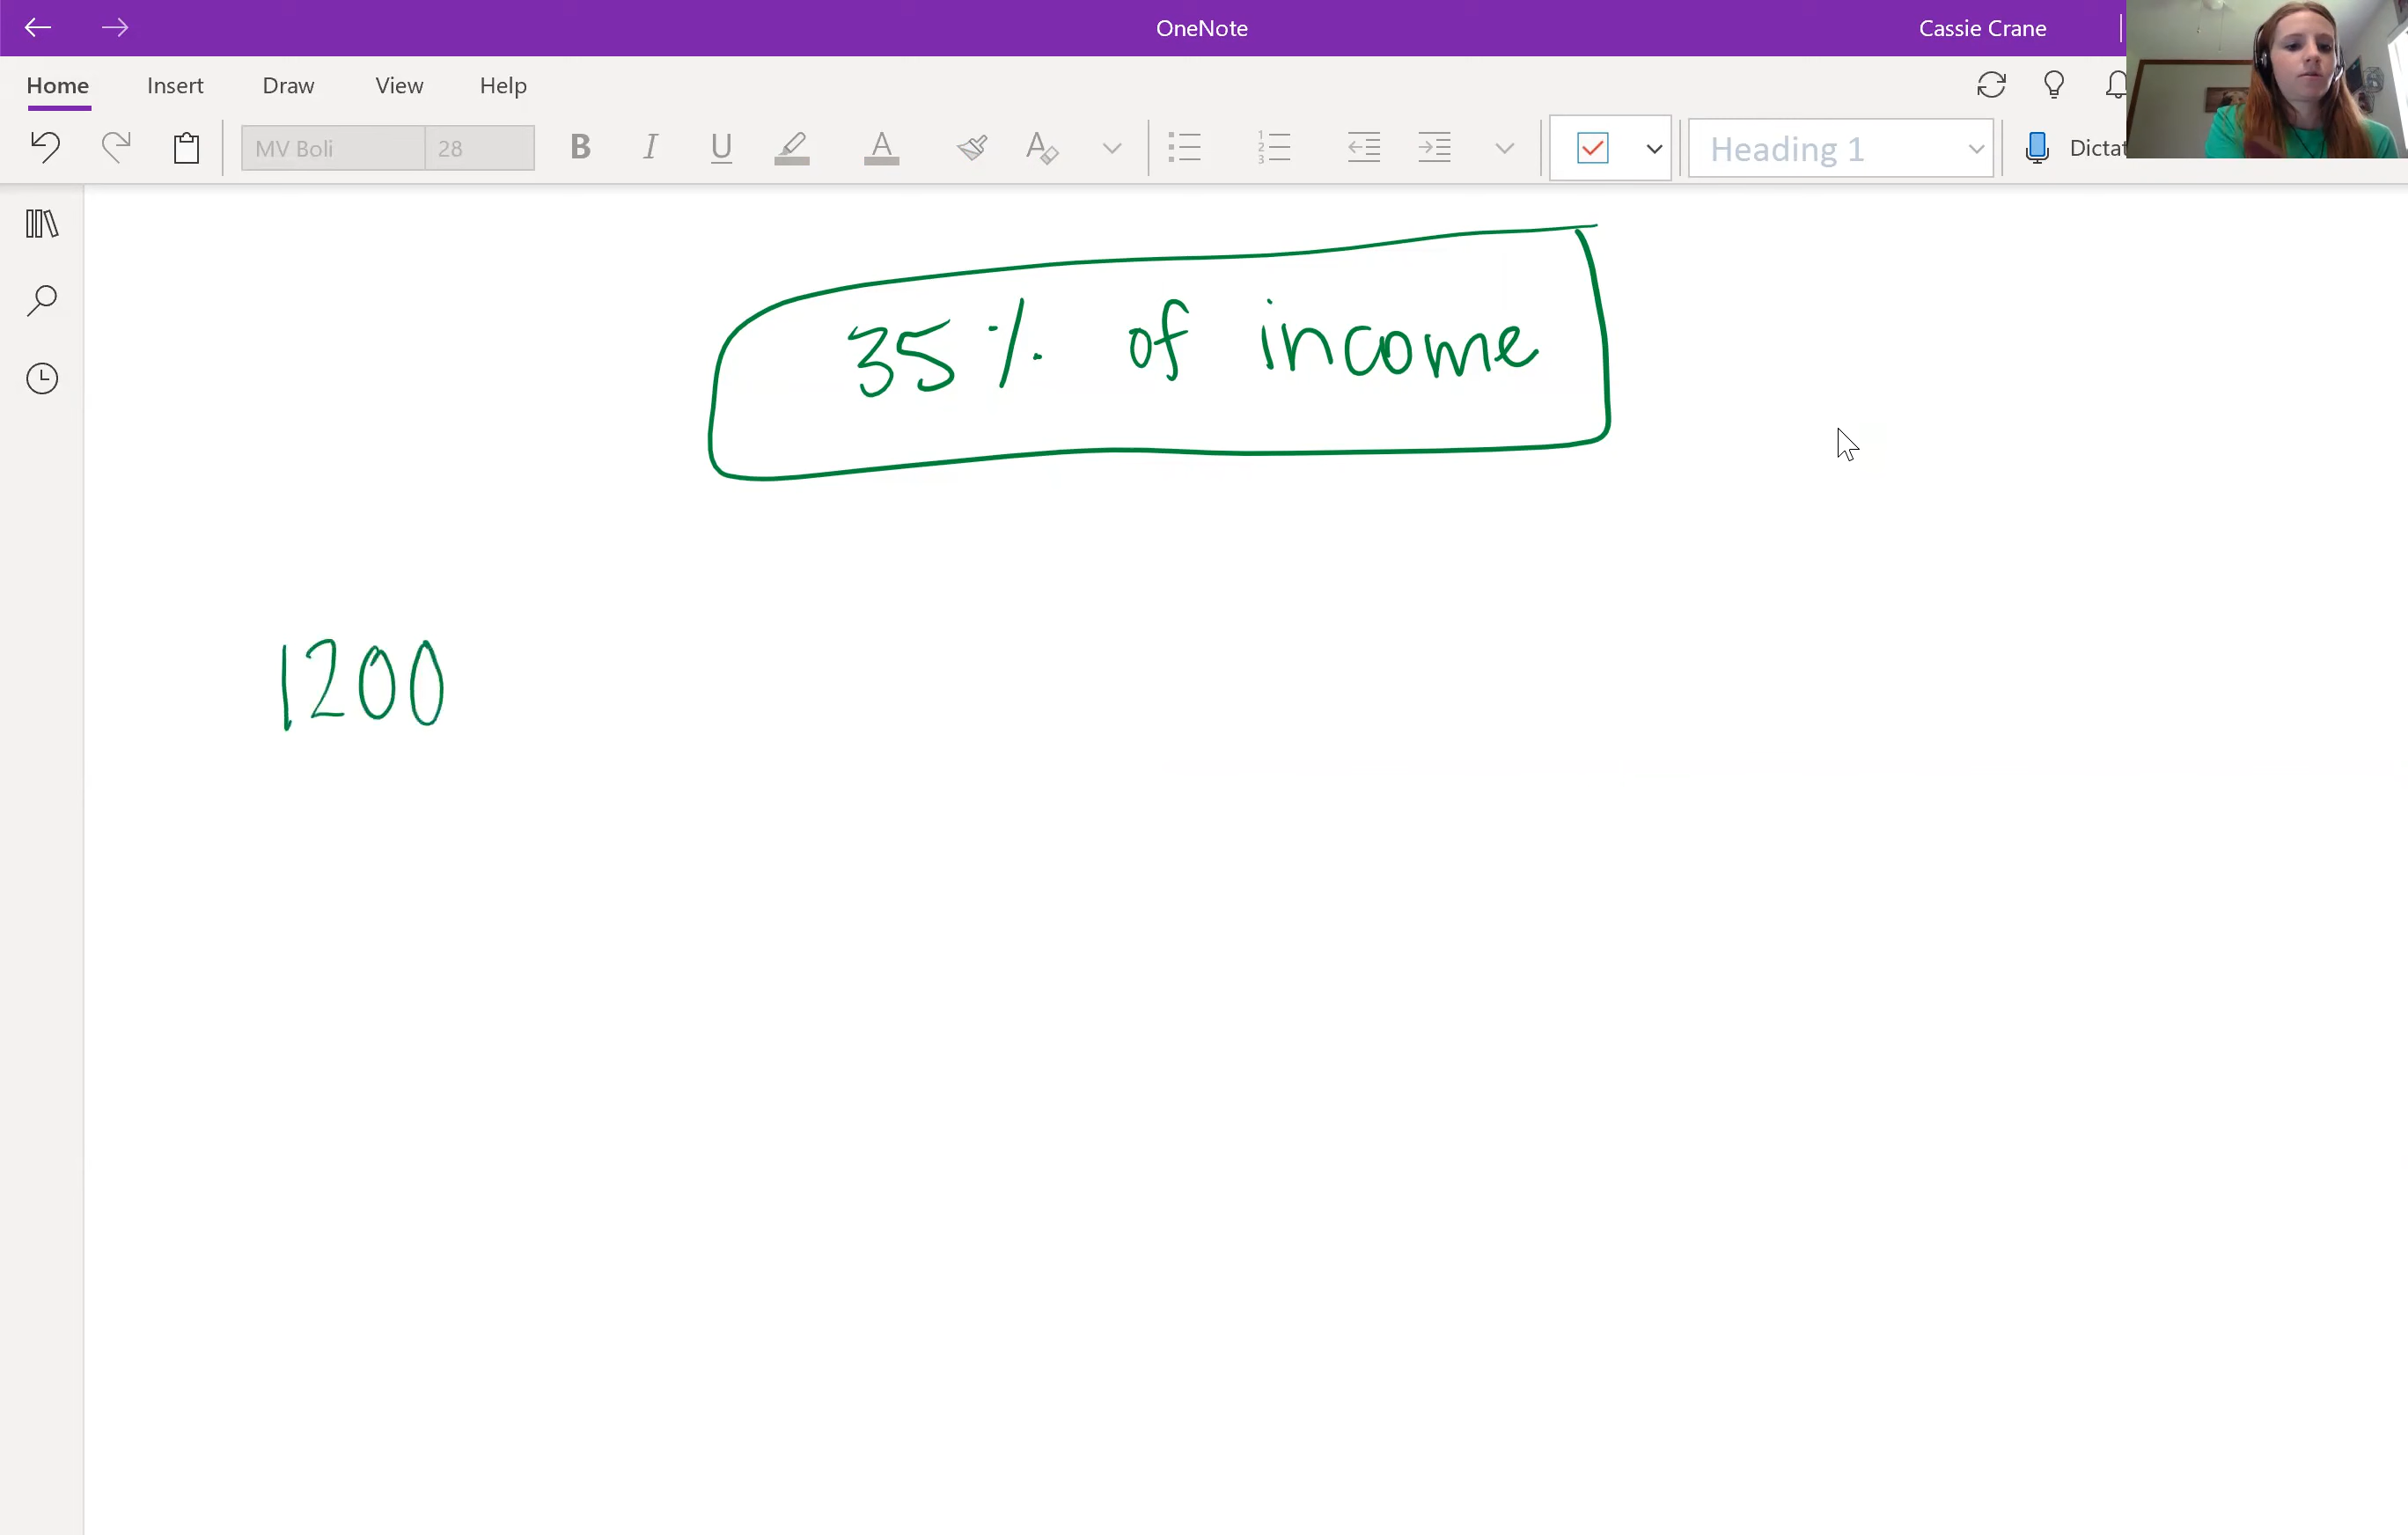 OneNote
Cassie Crane
Home Insert Draw View Help
MV Boli 28 B I U A A Heading 1 Dictat
35% of income
1200